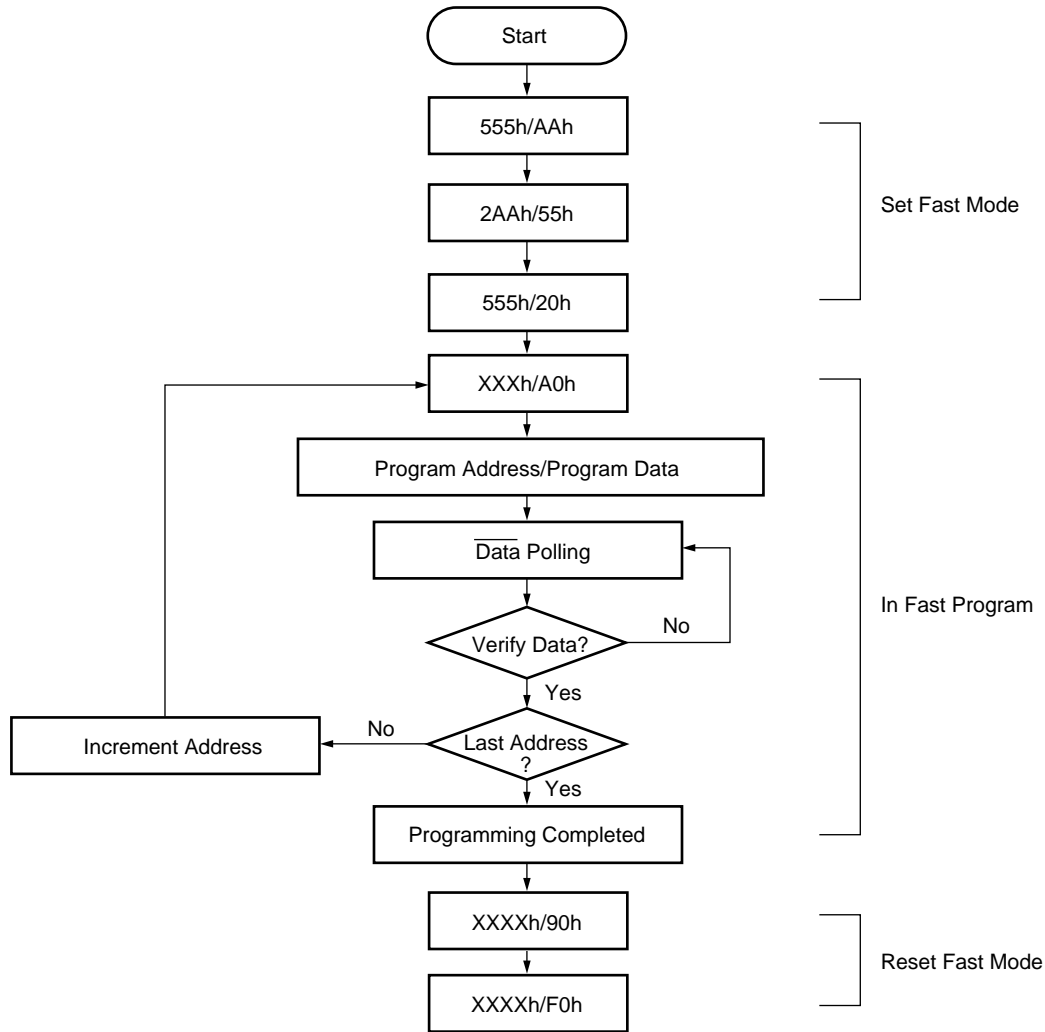 Start
555h/AAh
2AAh/55h
Set Fast Mode
555h/20h
XXXh/A0h
Program Address/Program Data
Data Polling
In Fast Program
Verify Data?
No
Yes
Increment Address
No
Last Address
?
Yes
Programming Completed
XXXXh/90h
Reset Fast Mode
XXXXh/F0h